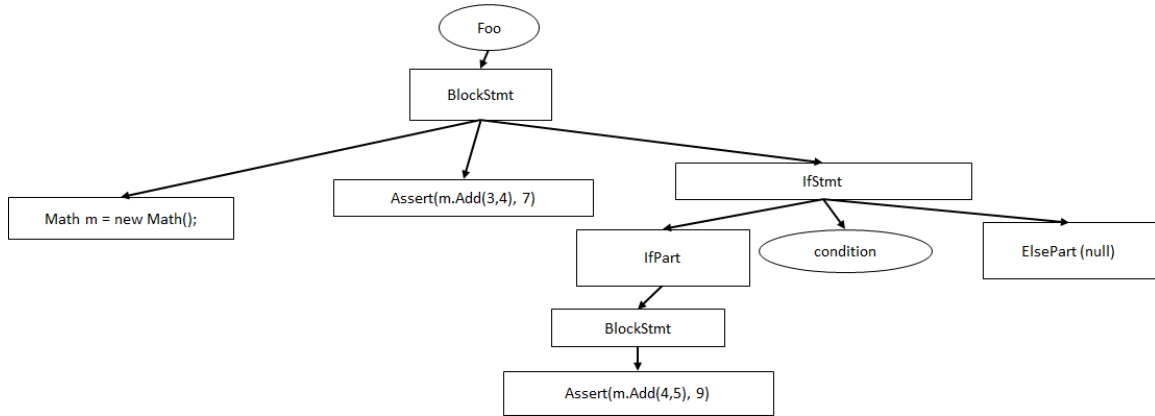 Foo
BlockStmt
IfStmt
Assert(m.Add(3,4), 7)
Math m = new Math();
IfPart
condition
ElsePart (null)
BlockStmt
Assert(m.Add(4,5), 9)